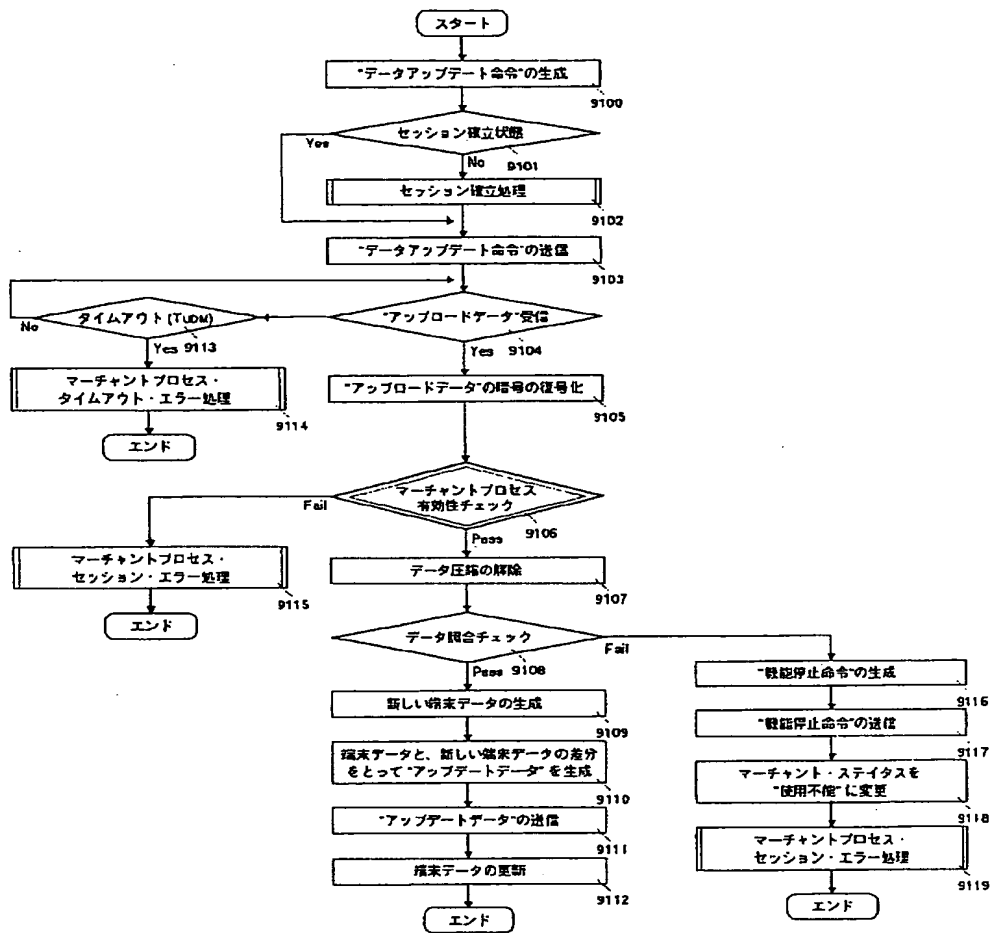 スタート
"データアップデート命令"の生成
9100
セッション確立状態
Yes
9101
No
セッション確立処理
9102
"データアップデート命令"の送信
9103
タイムアウト(TUDM)
No
Yes
9113
"アップロードデータ"受信
9104
Yes
マーチャントプロセス・
タイムアウト・エラー処理
9114
エンド
"アップロードデータ"の暗号の復号化
9105
マーチャントプロセス
有効性チェック
Fail
9106
Pass
マーチャントプロセス・
セッション・エラー処理
9115
エンド
データ圧縮の解除
9107
データ照合チェック
Fail
9108
Pass
新しい端末データの生成
9109
端末データと、新しい端末データの差分
をとって"アップデートデータ"を生成
9110
"アップデートデータ"の送信
9111
端末データの更新
9112
エンド
"機能停止命令"の生成
9116
"機能停止命令"の送信
9117
マーチャント・ステイタスを
"使用不能"に変更
9118
マーチャントプロセス・
セッション・エラー処理
9119
エンド